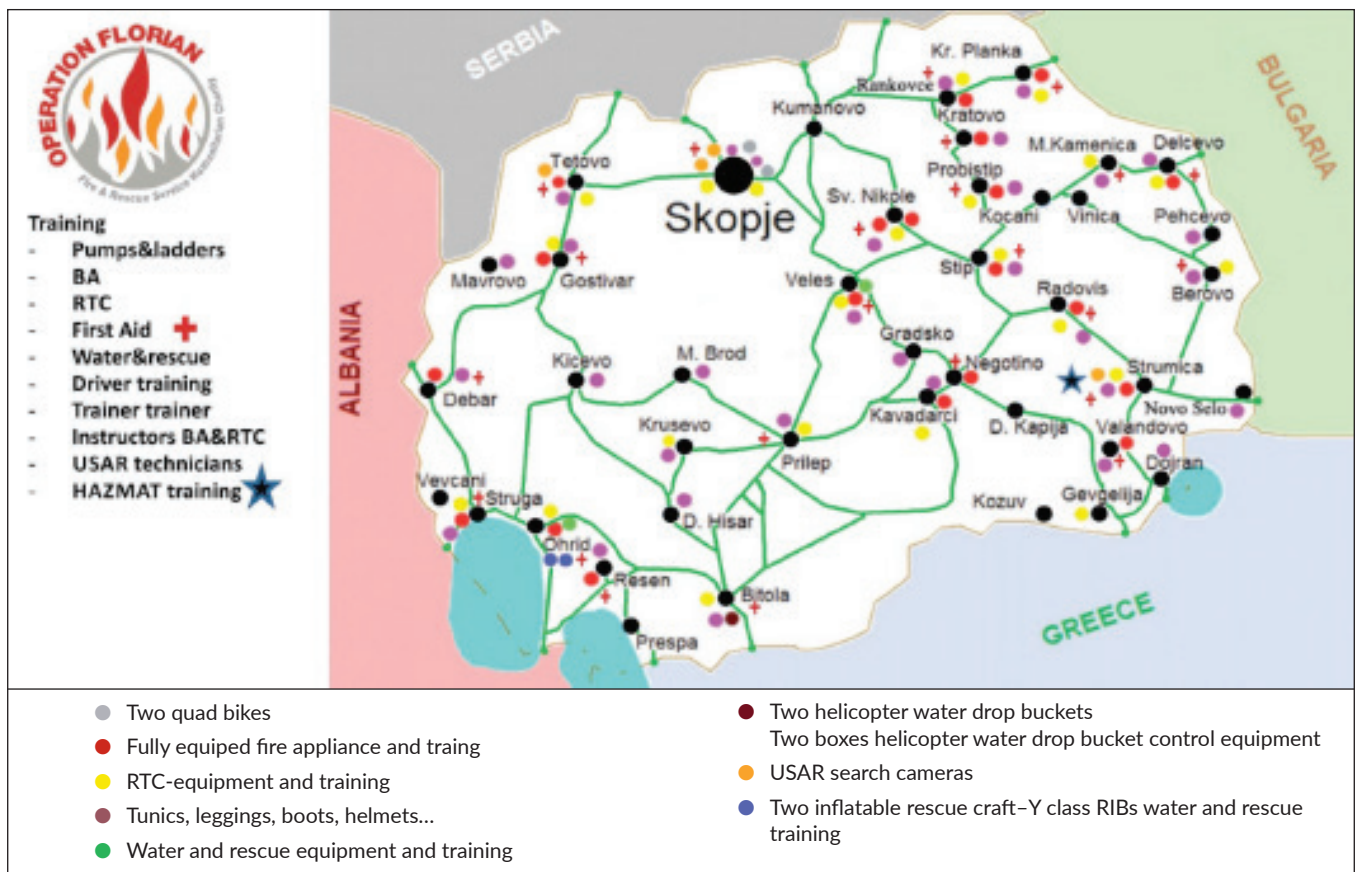 OPERATION FLORIAN
Fire & Rescue Service Humanitarian Charity
Training
- Pumps&ladders
- BA
- RTC
- First Aid
- Water&rescue
- Driver training
- Trainer trainer
- Instructors BA&RTC
- USAR technicians
- HAZMAT training
SERBIA
BULGARIA
ALBANIA
GREECE
Kr. Planka
Rankovce
Kumanovo
Kratovo
M.Kamenica
Delcevo
Tetovo
Probistip
Skopje
Sv. Nikole
Kocani
Vinica
Pehcevo
Mavrovo
Gostivar
Veles
Stip
Radovis
Berovo
Gradsko
Kicevo
M. Brod
Negotino
Strumica
Debar
Kavadarci
Novo Selo
Krusevo
D. Kapija
Valandovo
Prilep
Dojran
Vevcani
Struga
Kozuv
Gevgelija
D. Hisar
Ohrid
Resen
Bitola
Prespa
Two quad bikes
Fully equiped fire appliance and traing
RTC-equipment and training
Tunics, leggings, boots, helmets...
Water and rescue equipment and training
Two helicopter water drop buckets
Two boxes helicopter water drop bucket control equipment
USAR search cameras
Two inflatable rescue craft–Y class RIBs water and rescue
training